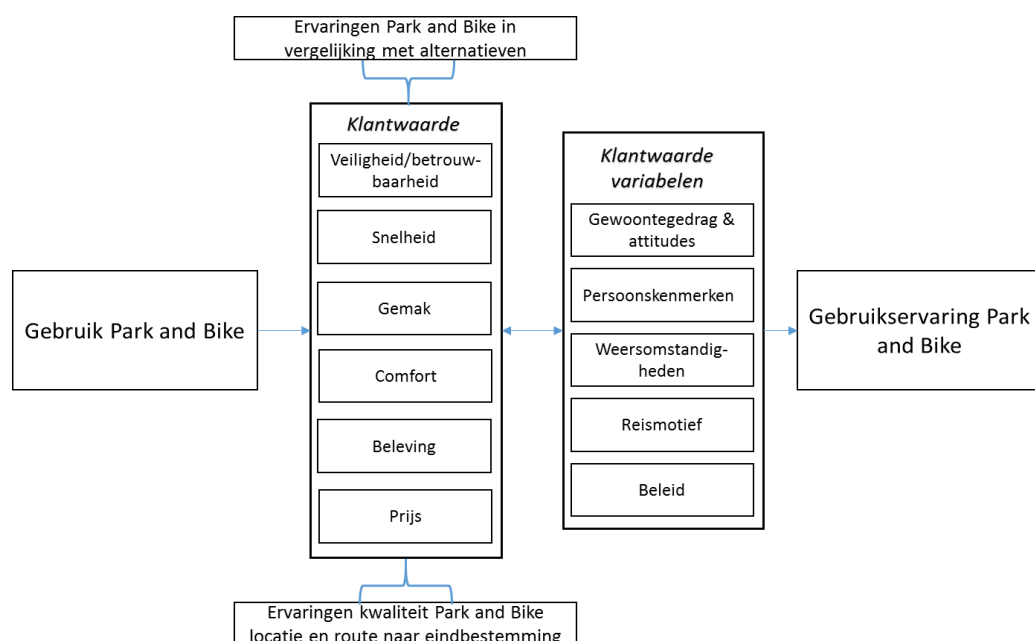 Ervaringen Park and Bike in
vergelijking met alternatieven
Klantwaarde
Veiligheid/betrouw-
baarheid
Snelheid
Gemak
Comfort
Beleving
Prijs
Klantwaarde
variabelen
Gewoontegedrag &
attitudes
Persoonskenmerken
Weersomstandig-
heden
Reismotief
Beleid
Gebruik Park and Bike
Gebruikservaring Park
and Bike
Ervaringen kwaliteit Park and Bike
locatie en route naar eindbestemming